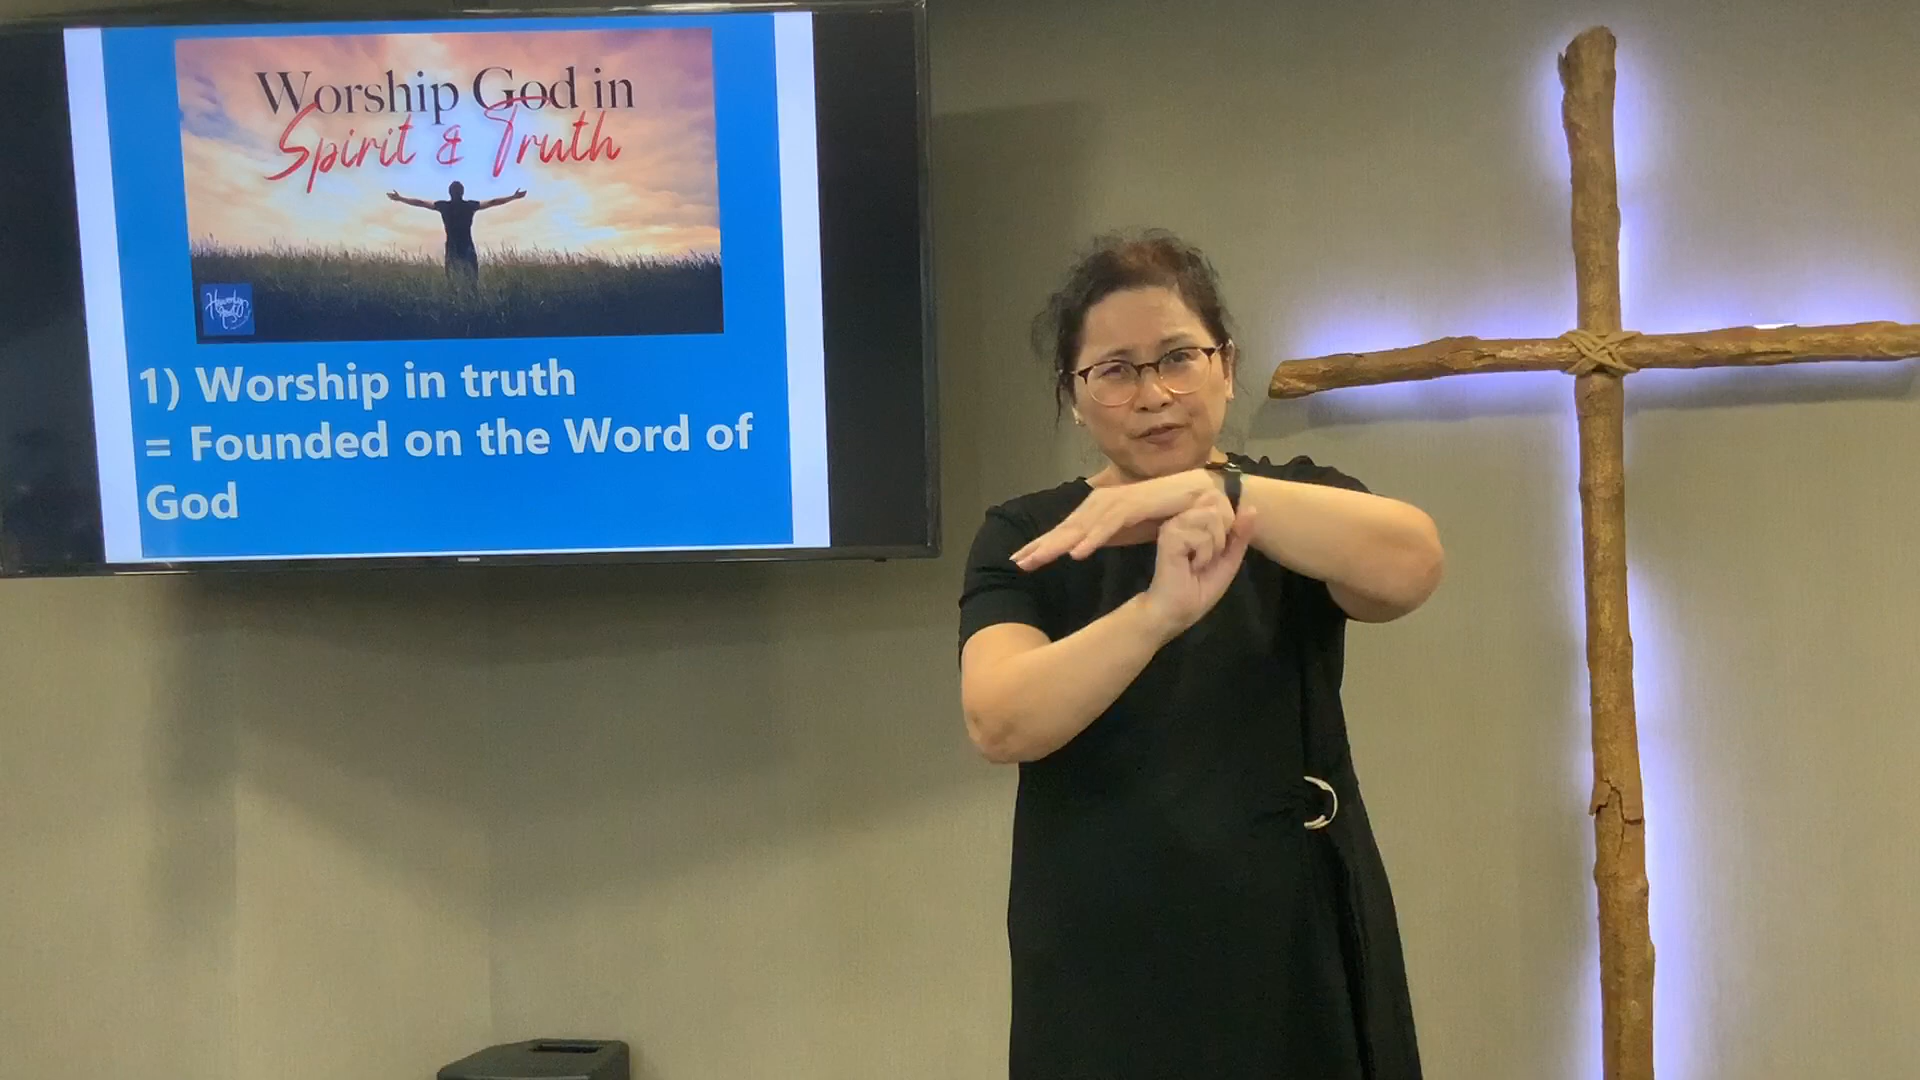 Worship God in
Spirit & Truth
1) Worship in truth
= Founded on the Word of
God